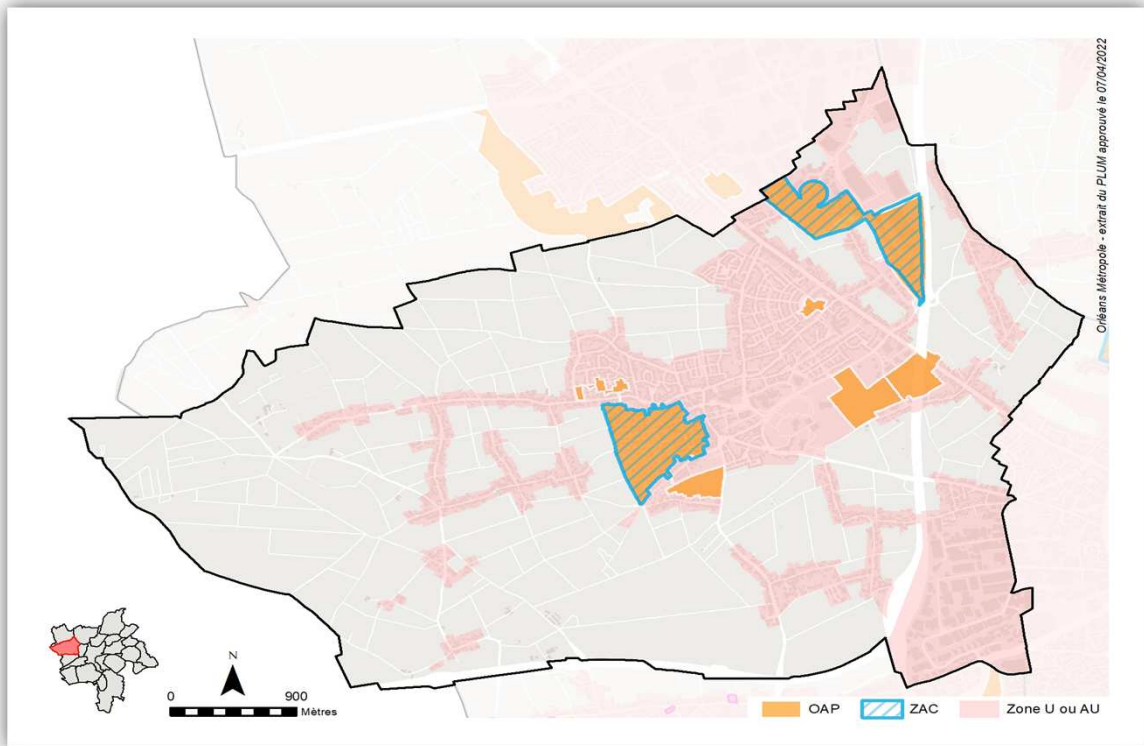 Orléans Métropole - extrait du PLUM approuvé le 07/04/2022
N
0 900
Mètres
OAP ZAC Zone U ou AU